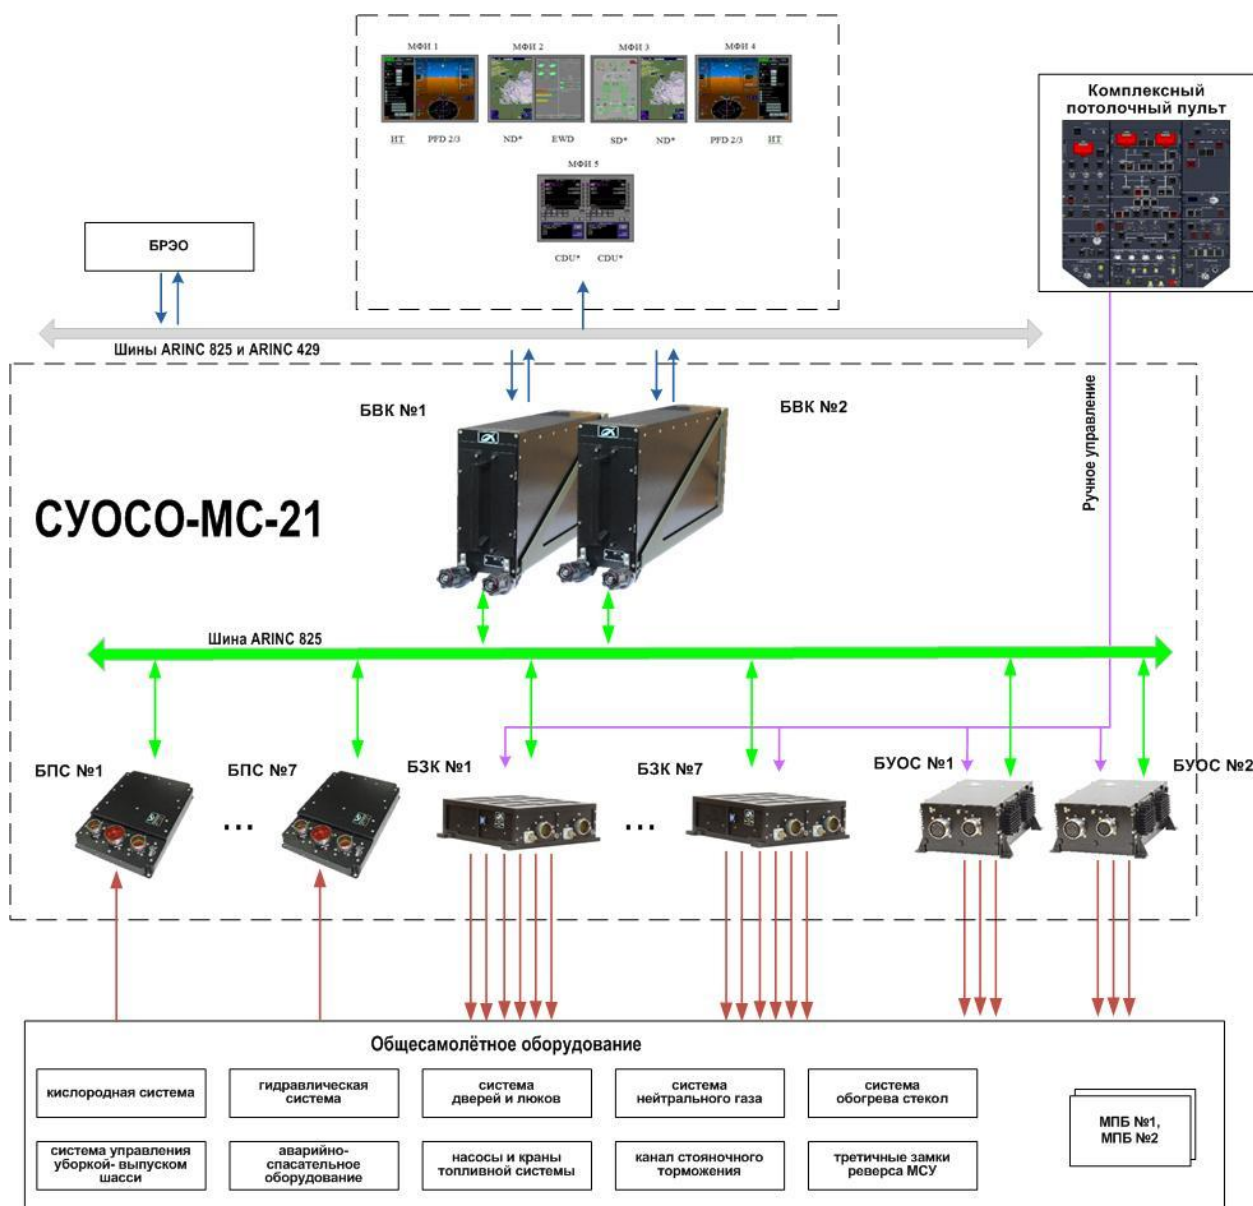 МФИ 1
МФИ 2
МФИ 3
МФИ 4
ИТ
PFD 2/3
ND*
EWD
SD*
ND*
PFD 2/3
ИТ
МФИ 5
CDU*
CDU*
Комплексный
потолочный пульт
БРЭО
Шины ARINC 825 и ARINC 429
Ручное управление
БВК №1
БВК №2
СУОСО-МС-21
Шина ARINC 825
БПС №1
...
БПС №7
БЗК №1
...
БЗК №7
БУОС №1
БУОС №2
Общесамолётное оборудование
кислородная система
гидравлическая
система
система
дверей и люков
система
нейтрального газа
система
обогрева стекол
система управления
уборкой- выпуском
шасси
аварийно-
спасательное
оборудование
насосы и краны
топливной системы
канал стояночного
торможения
третичные замки
реверса МСУ
МПБ №1,
МПБ №2